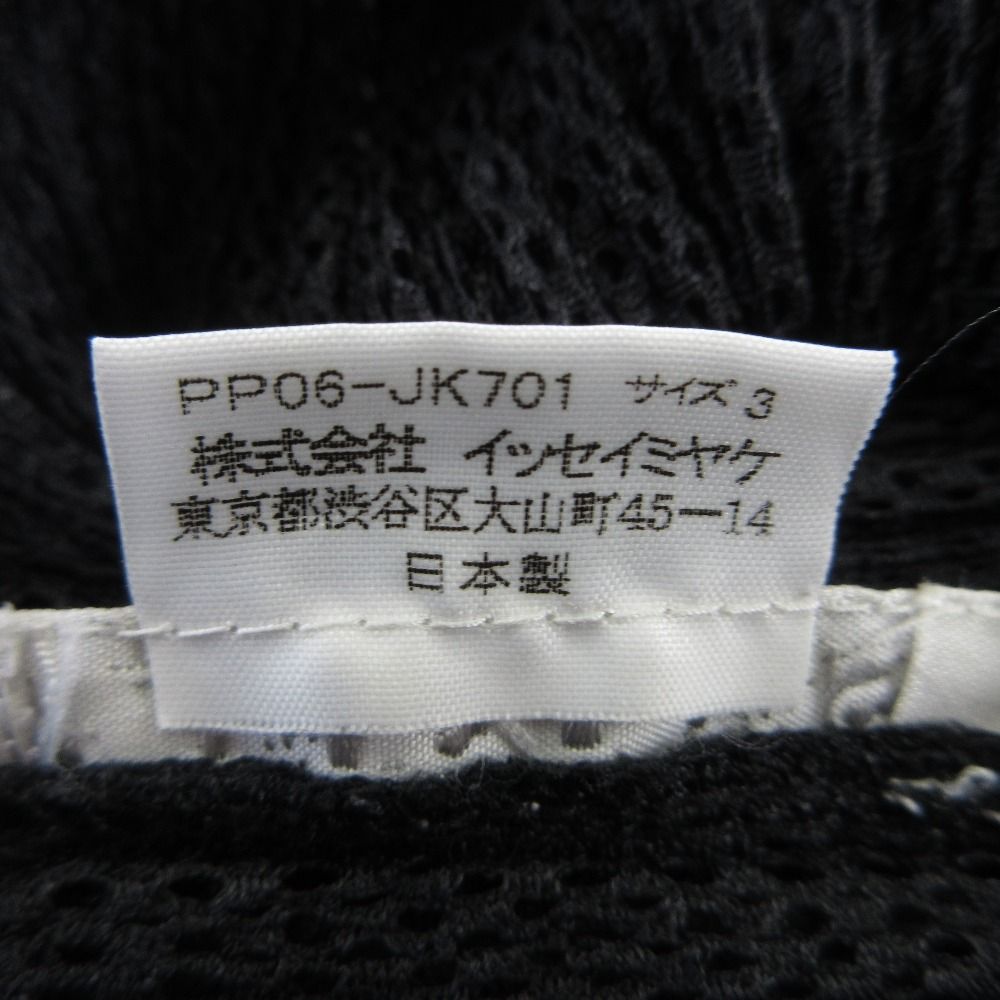 PP06-JK701 サイズ 3
株式会社 イッセイミヤケ
東京都渋谷区大山町45-14
日本製